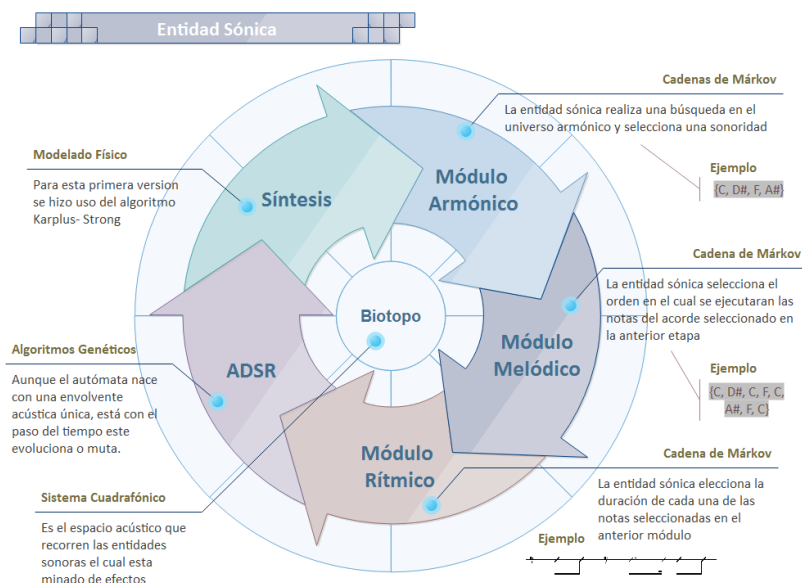 Entidad Sónica
Cadenas de Márkov
La entidad sónica realiza una búsqueda en el
universo armónico y selecciona una sonoridad
Ejemplo
{C, D#, F, A#}
Modelado Físico
Para esta primera version
se hizo uso del algoritmo
Karplus- Strong
Síntesis
Módulo
Armónico
Cadena de Márkov
La entidad sónica selecciona el
orden en el cual se ejecutaran las
notas del acorde seleccionado en
la anterior etapa
Ejemplo
{C, D#, C, F, C,
A#, F, C}
Biotopo
Módulo
Melódico
Algoritmos Genéticos
Aunque el autómata nace
con una envolvente
acústica única, está con el
paso del tiempo este
evoluciona o muta.
ADSR
Módulo
Rítmico
Cadena de Márkov
La entidad sónica elecciona la
duración de cada una de las
notas seleccionadas en el
anterior módulo
Ejemplo
Sistema Cuadrafónico
Es el espacio acústico que
recorren las entidades
sonoras el cual esta
minado de efectos